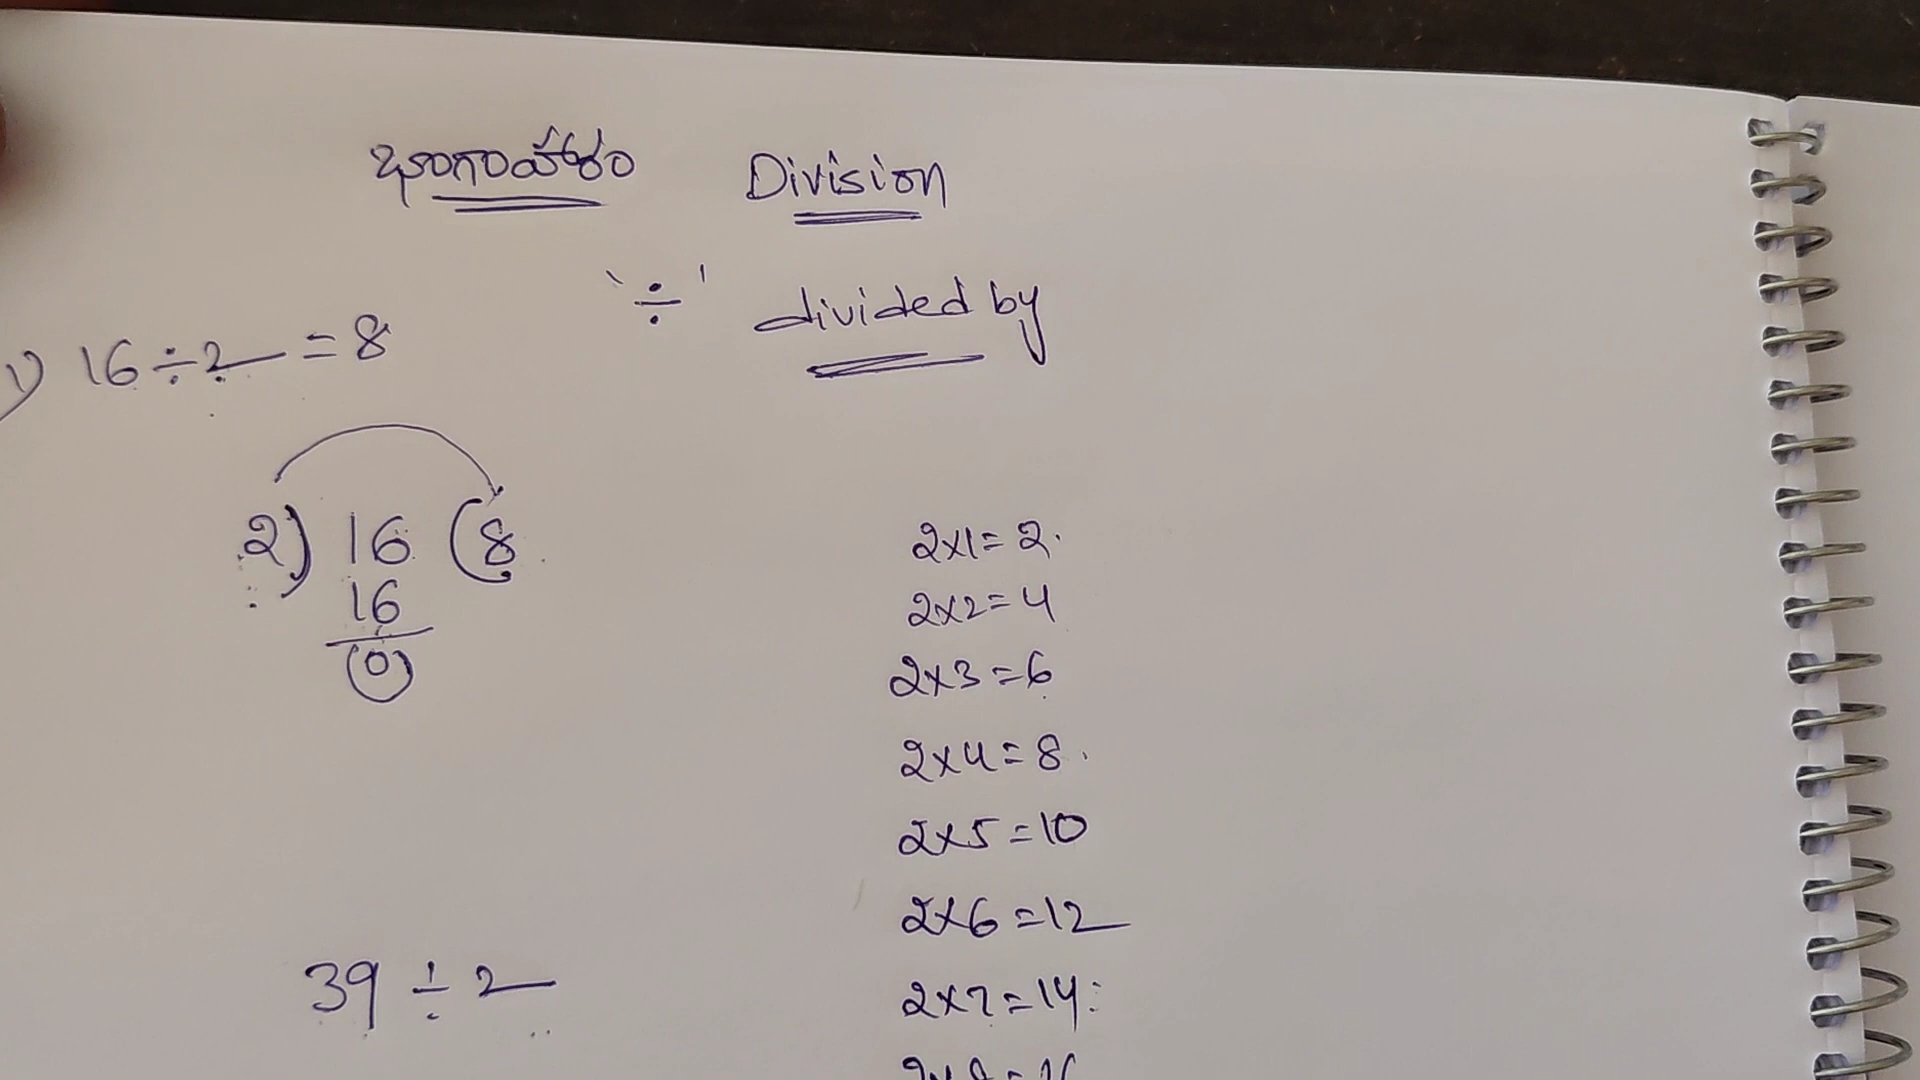 భాగాహారం Division
'÷' divided by
1) 16÷2 = 8
2) 16 (8
16
(0)
2x1=2.
2x2=4
2x3=6
2x4=8.
2x5=10
2x6=12
39 ÷ 2
2x7=14